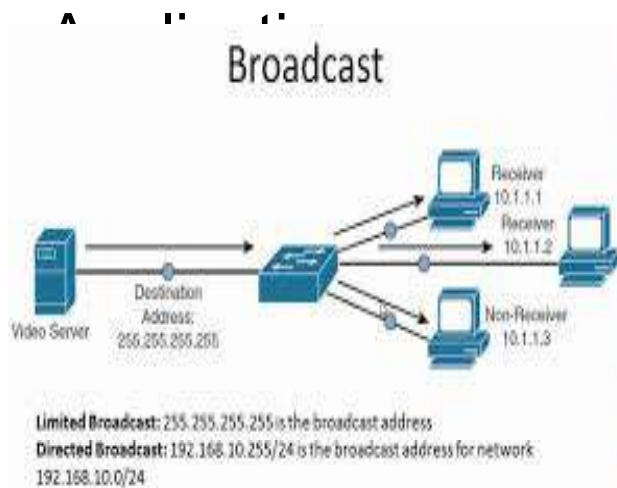 Broadcast
Receiver
10.1.1.1
Receiver
10.1.1.2
Destination
Address:
255.255.255.255
Video Server
Non-Receiver
10.1.1.3
Limited Broadcast: 255.255.255.255 is the broadcast address
Directed Broadcast: 192.168.10.255/24 is the broadcast address for network
192.168.10.0/24